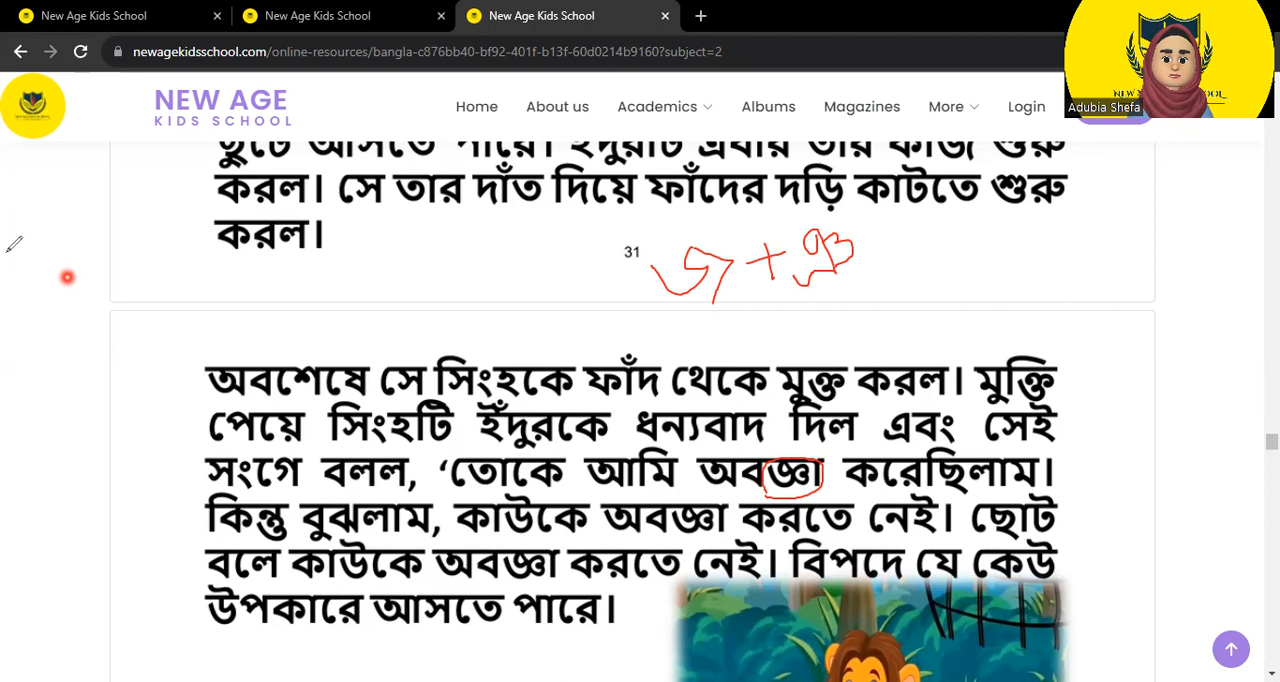 New Age Kids School
New Age Kids School
New Age Kids School
newagekidsschool.com/online-resources/bangla-c876bb40-bf92-401f-b13f-60d0214b9160?subject=2
Adubia Shefa
NEW AGE
KIDS SCHOOL
Home About us Academics Albums Magazines More Login
ছুটে আসতে পারে। ইঁদুরটি এবার তার কাজ শুরু
করল। সে তার দাঁত দিয়ে ফাঁদের দড়ি কাটতে শুরু
করল।
31
জ + ঞ
অবশেষে সে সিংহকে ফাঁদ থেকে মুক্ত করল। মুক্তি
পেয়ে সিংহটি ইঁদুরকে ধন্যবাদ দিল এবং সেই
সংগে বলল, ‘তোকে আমি অবজ্ঞা করেছিলাম।
কিন্তু বুঝলাম, কাউকে অবজ্ঞা করতে নেই। ছোট
বলে কাউকে অবজ্ঞা করতে নেই। বিপদে যে কেউ
উপকারে আসতে পারে।